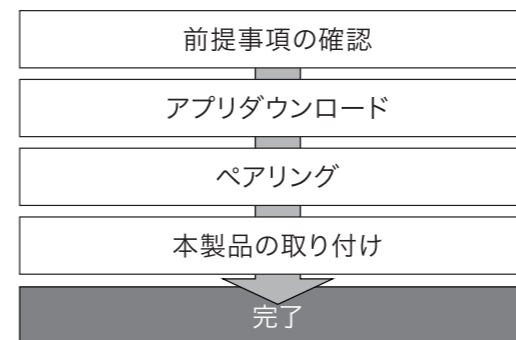 前提事項の確認
アプリダウンロード
ペアリング
本製品の取り付け
完了